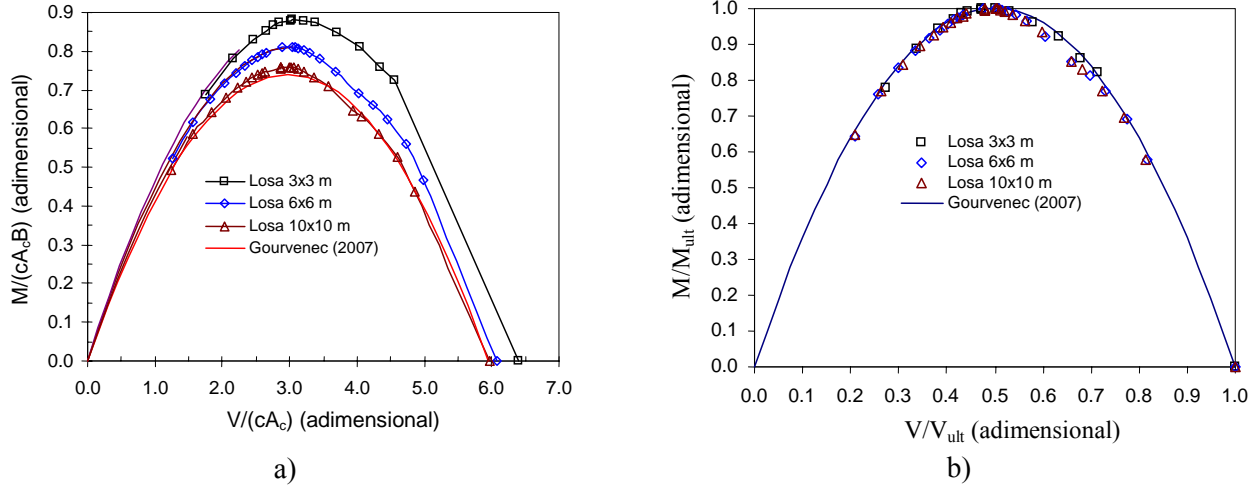 0.9
0.8
0.7
0.6
0.5
0.4
0.3
0.2
0.1
0.0
0.0 1.0 2.0 3.0 4.0 5.0 6.0 7.0
M/(cA_cB) (adimensional)
V/(cA_c) (adimensional)
Losa 3x3 m
Losa 6x6 m
Losa 10x10 m
Gourvenec (2007)
a)
1.0
0.9
0.8
0.7
0.6
0.5
0.4
0.3
0.2
0.1
0.0
0.0 0.1 0.2 0.3 0.4 0.5 0.6 0.7 0.8 0.9 1.0
M/M_ult (adimensional)
V/V_ult (adimensional)
Losa 3x3 m
Losa 6x6 m
Losa 10x10 m
Gourvenec (2007)
b)